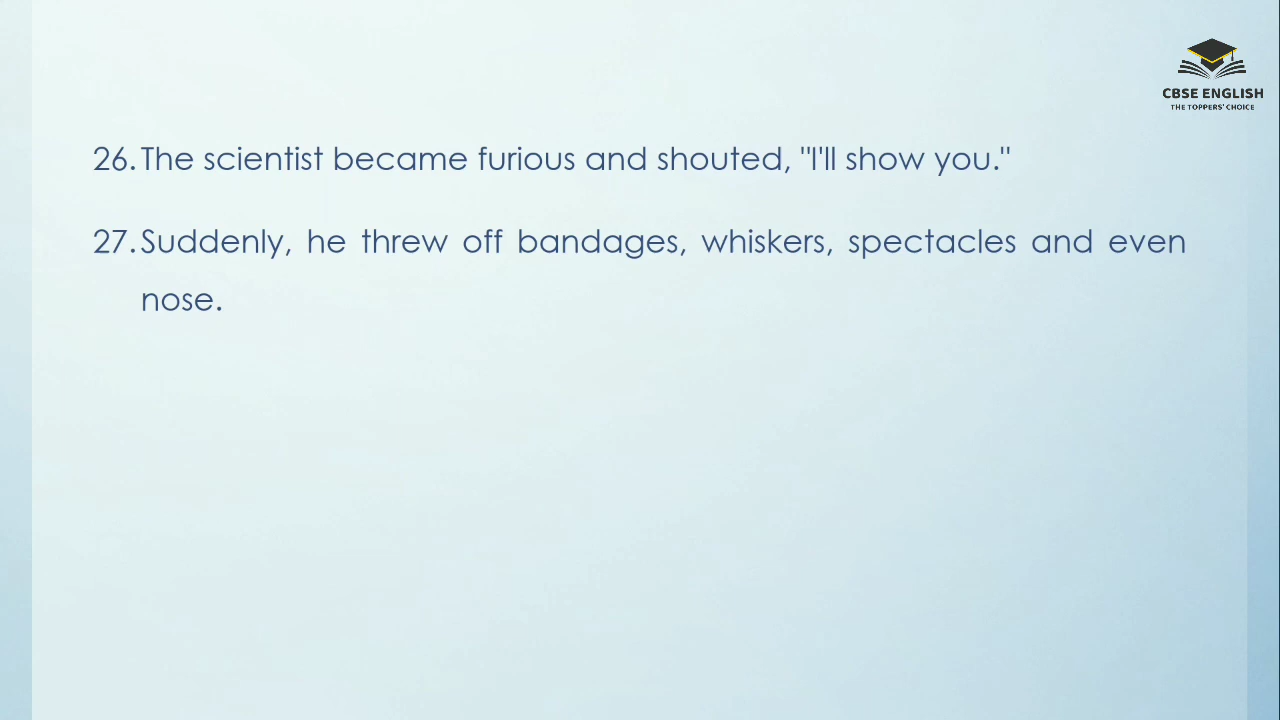 CBSE ENGLISH
THE TOPPERS' CHOICE
26. The scientist became furious and shouted, "I'll show you."
27. Suddenly, he threw off bandages, whiskers, spectacles and even
nose.